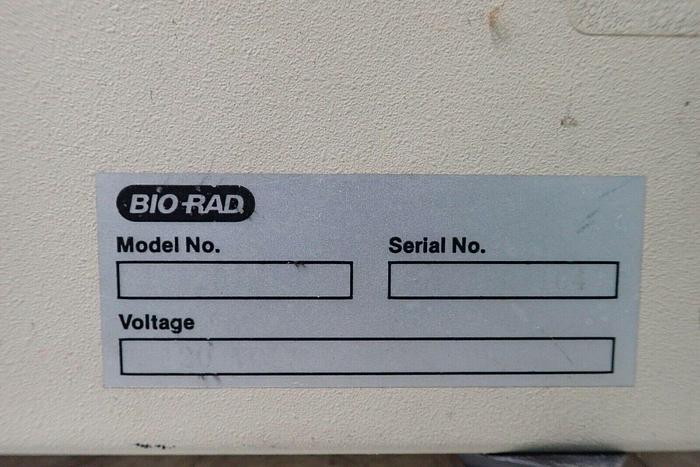 BIO-RAD
Model No. Serial No.
Voltage